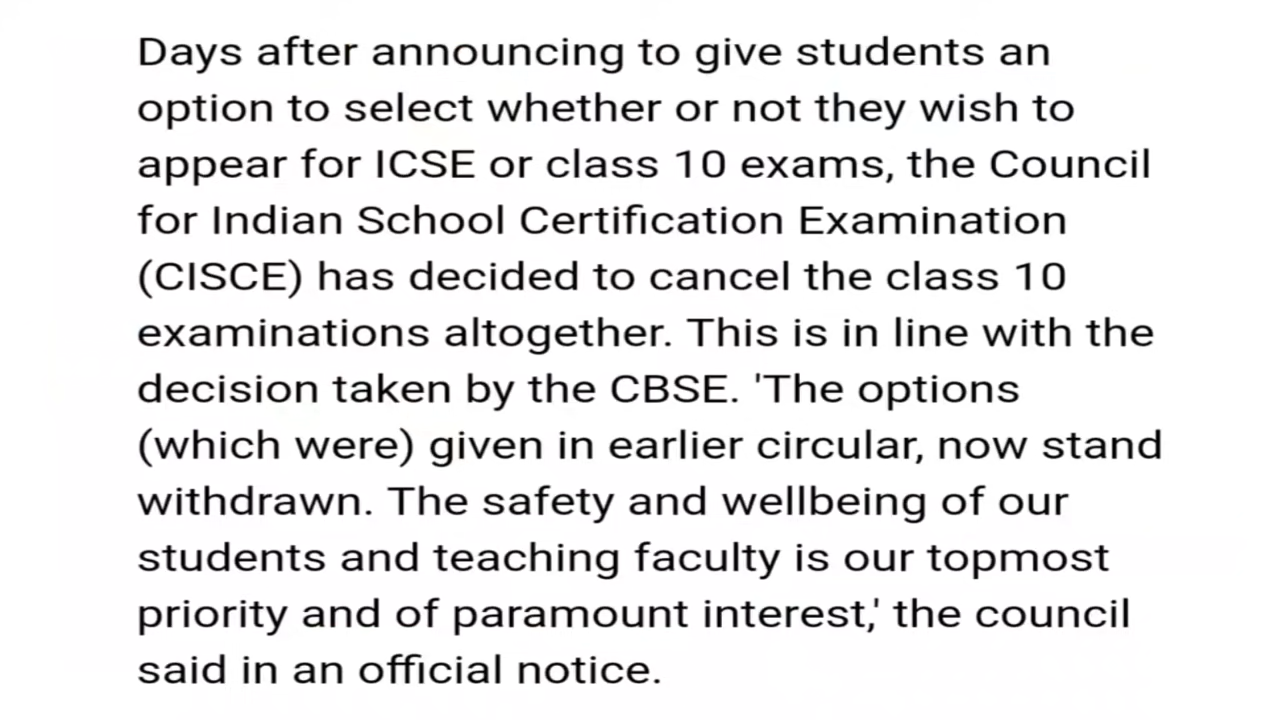 Days after announcing to give students an
option to select whether or not they wish to
appear for ICSE or class 10 exams, the Council
for Indian School Certification Examination
(CISCE) has decided to cancel the class 10
examinations altogether. This is in line with the
decision taken by the CBSE. 'The options
(which were) given in earlier circular, now stand
withdrawn. The safety and wellbeing of our
students and teaching faculty is our topmost
priority and of paramount interest,' the council
said in an official notice.